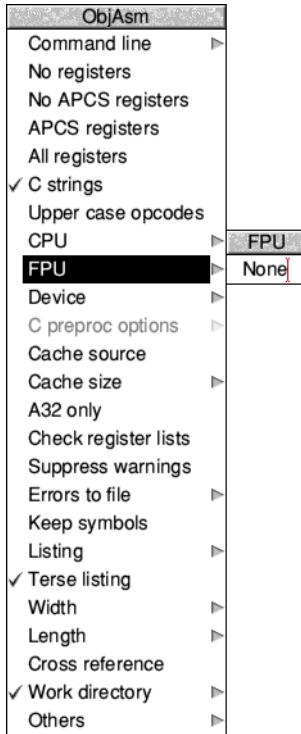 ObjAsm
Command line
No registers
No APCS registers
APCS registers
All registers
C strings
Upper case opcodes
CPU
FPU
FPU
None
Device
C preproc options
Cache source
Cache size
A32 only
Check register lists
Suppress warnings
Errors to file
Keep symbols
Listing
Terse listing
Width
Length
Cross reference
Work directory
Others